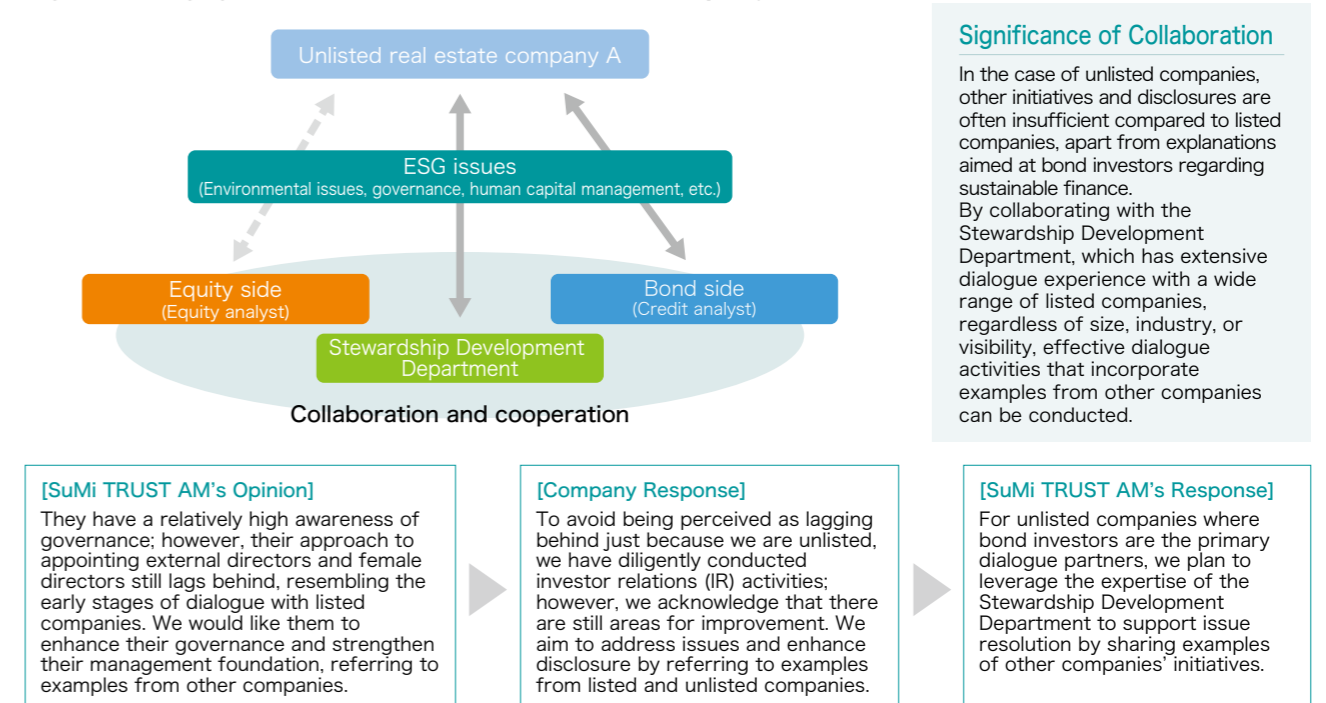 Unlisted real estate company A
ESG issues
(Environmental issues, governance, human capital management, etc.)
Equity side
(Equity analyst)
Bond side
(Credit analyst)
Stewardship Development
Department
Collaboration and cooperation
Significance of Collaboration
In the case of unlisted companies,
other initiatives and disclosures are
often insufficient compared to listed
companies, apart from explanations
aimed at bond investors regarding
sustainable finance.
By collaborating with the
Stewardship Development
Department, which has extensive
dialogue experience with a wide
range of listed companies,
regardless of size, industry, or
visibility, effective dialogue
activities that incorporate
examples from other companies
can be conducted.
[SuMi TRUST AM's Opinion]
They have a relatively high awareness of
governance; however, their approach to
appointing external directors and female
directors still lags behind, resembling the
early stages of dialogue with listed
companies. We would like them to
enhance their governance and strengthen
their management foundation, referring to
examples from other companies.
[Company Response]
To avoid being perceived as lagging
behind just because we are unlisted,
we have diligently conducted
investor relations (IR) activities;
however, we acknowledge that there
are still areas for improvement. We
aim to address issues and enhance
disclosure by referring to examples
from listed and unlisted companies.
[SuMi TRUST AM's Response]
For unlisted companies where
bond investors are the primary
dialogue partners, we plan to
leverage the expertise of the
Stewardship Development
Department to support issue
resolution by sharing examples
of other companies' initiatives.